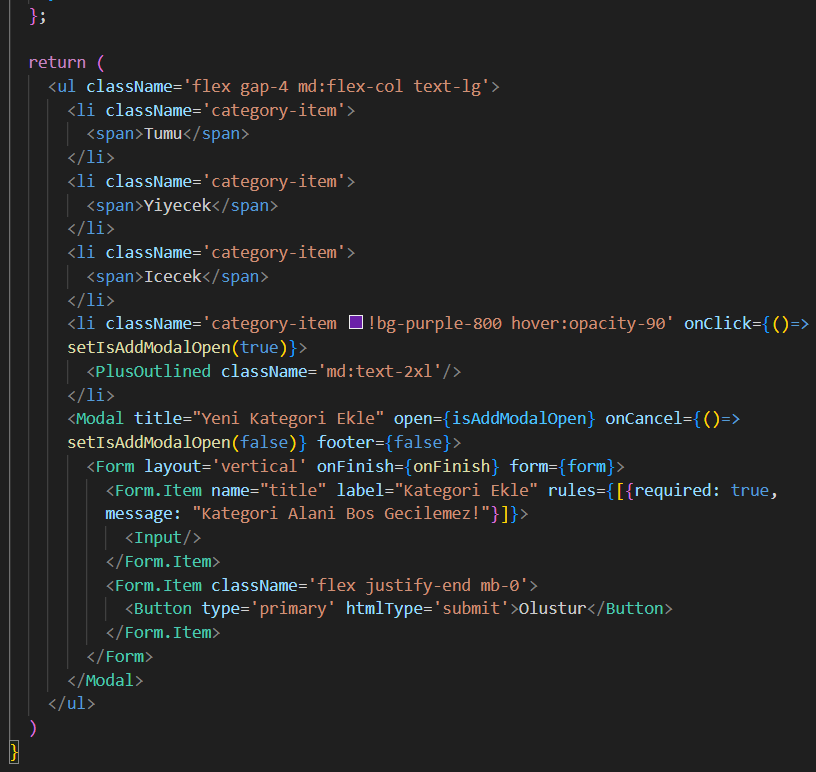 };
return (
<ul className='flex gap-4 md:flex-col text-lg'>
<li className='category-item'>
<span>Tumu</span>
</li>
<li className='category-item'>
<span>Yiyecek</span>
</li>
<li className='category-item'>
<span>Icecek</span>
</li>
<li className='category-item !bg-purple-800 hover:opacity-90' onClick={()=>
setIsAddModalOpen(true)}>
<PlusOutlined className='md:text-2xl'/>
</li>
<Modal title="Yeni Kategori Ekle" open={isAddModalOpen} onCancel={()=>
setIsAddModalOpen(false)} footer={false}>
<Form layout='vertical' onFinish={onFinish} form={form}>
<Form.Item name="title" label="Kategori Ekle" rules={[{required: true,
message: "Kategori Alani Bos Gecilemez!"}]}>
<Input/>
</Form.Item>
<Form.Item className='flex justify-end mb-0'>
<Button type='primary' htmlType='submit'>Olustur</Button>
</Form.Item>
</Form>
</Modal>
</ul>
)
}